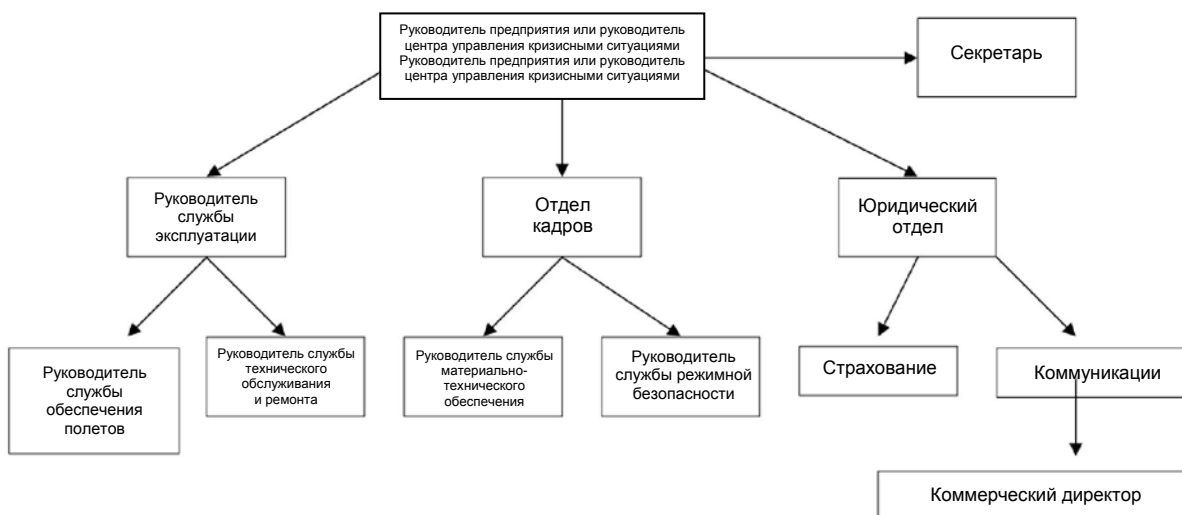 Руководитель предприятия или руководитель
центра управления кризисными ситуациями
Руководитель предприятия или руководитель
центра управления кризисными ситуациями
Секретарь
Руководитель
службы
эксплуатации
Отдел
кадров
Юридический
отдел
Руководитель
службы
обеспечения
полетов
Руководитель службы
технического
обслуживания
и ремонта
Руководитель службы
материально-
технического
обеспечения
Руководитель
службы режимной
безопасности
Страхование
Коммуникации
Коммерческий директор